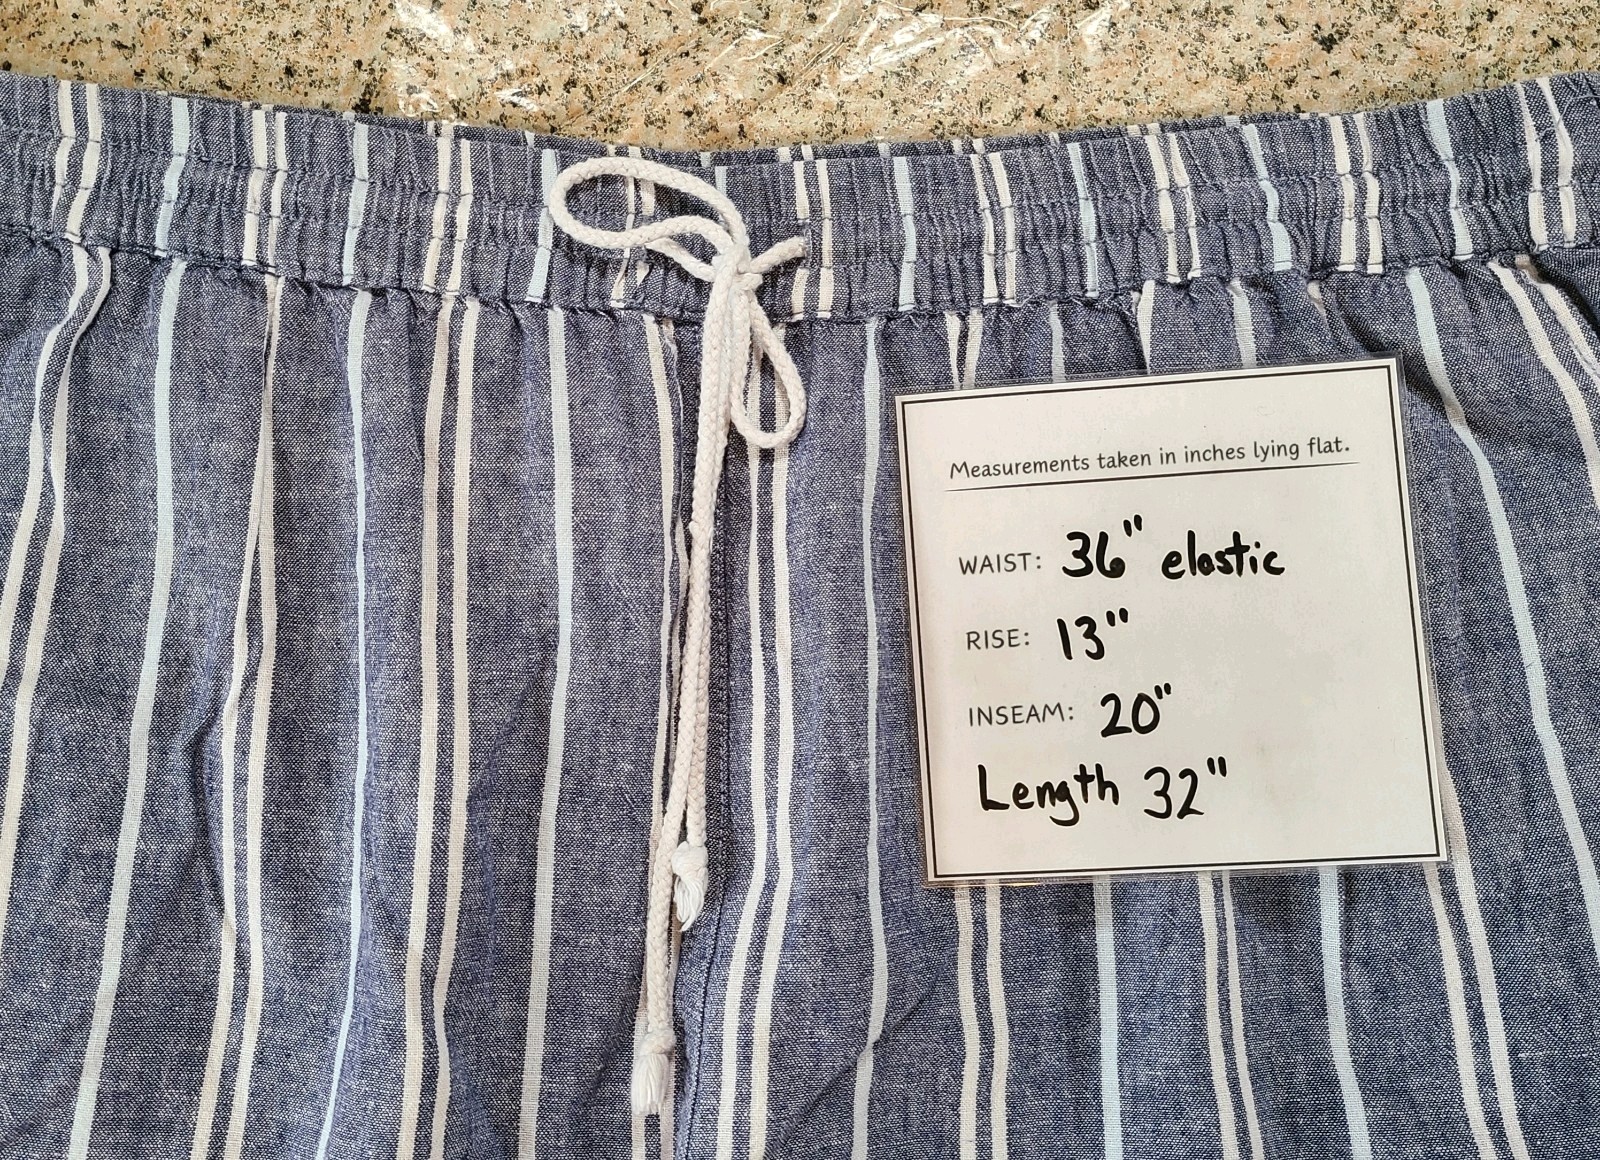 Measurements taken in inches lying flat.
WAIST: 36" elastic
RISE: 13"
INSEAM: 20"
Length 32"